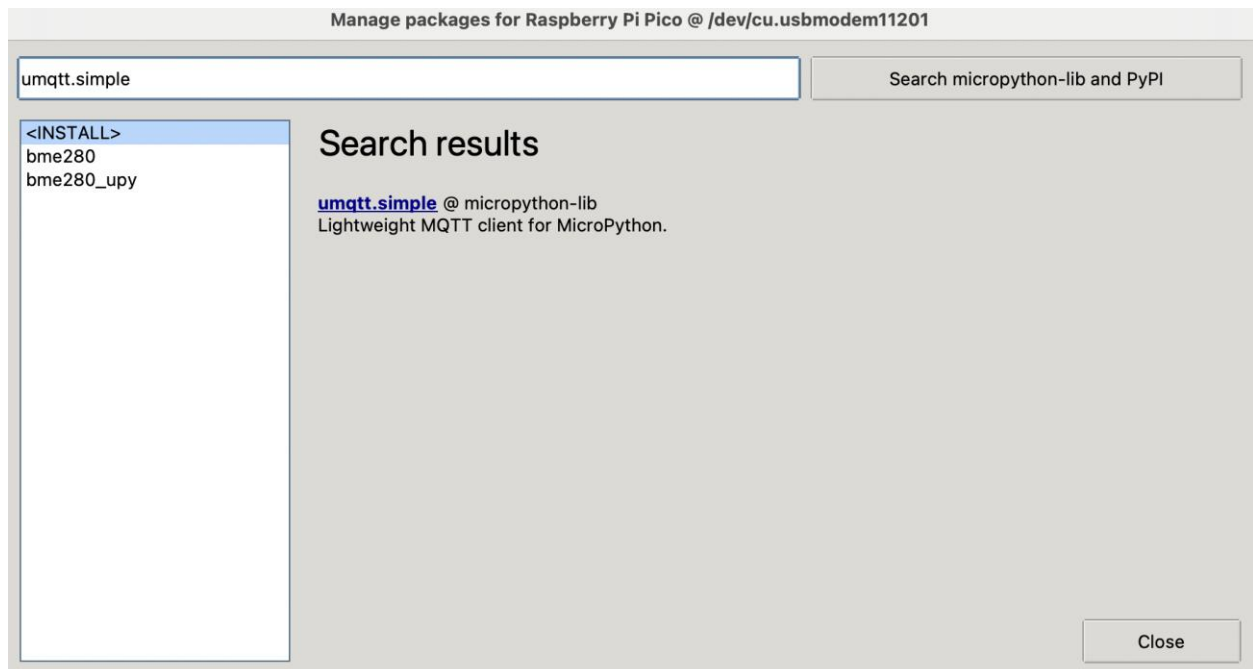 Manage packages for Raspberry Pi Pico @ /dev/cu.usbmodem11201
umqtt.simple
Search micropython-lib and PyPI
<INSTALL>
bme280
bme280_upy
Search results
umqtt.simple @ micropython-lib
Lightweight MQTT client for MicroPython.
Close